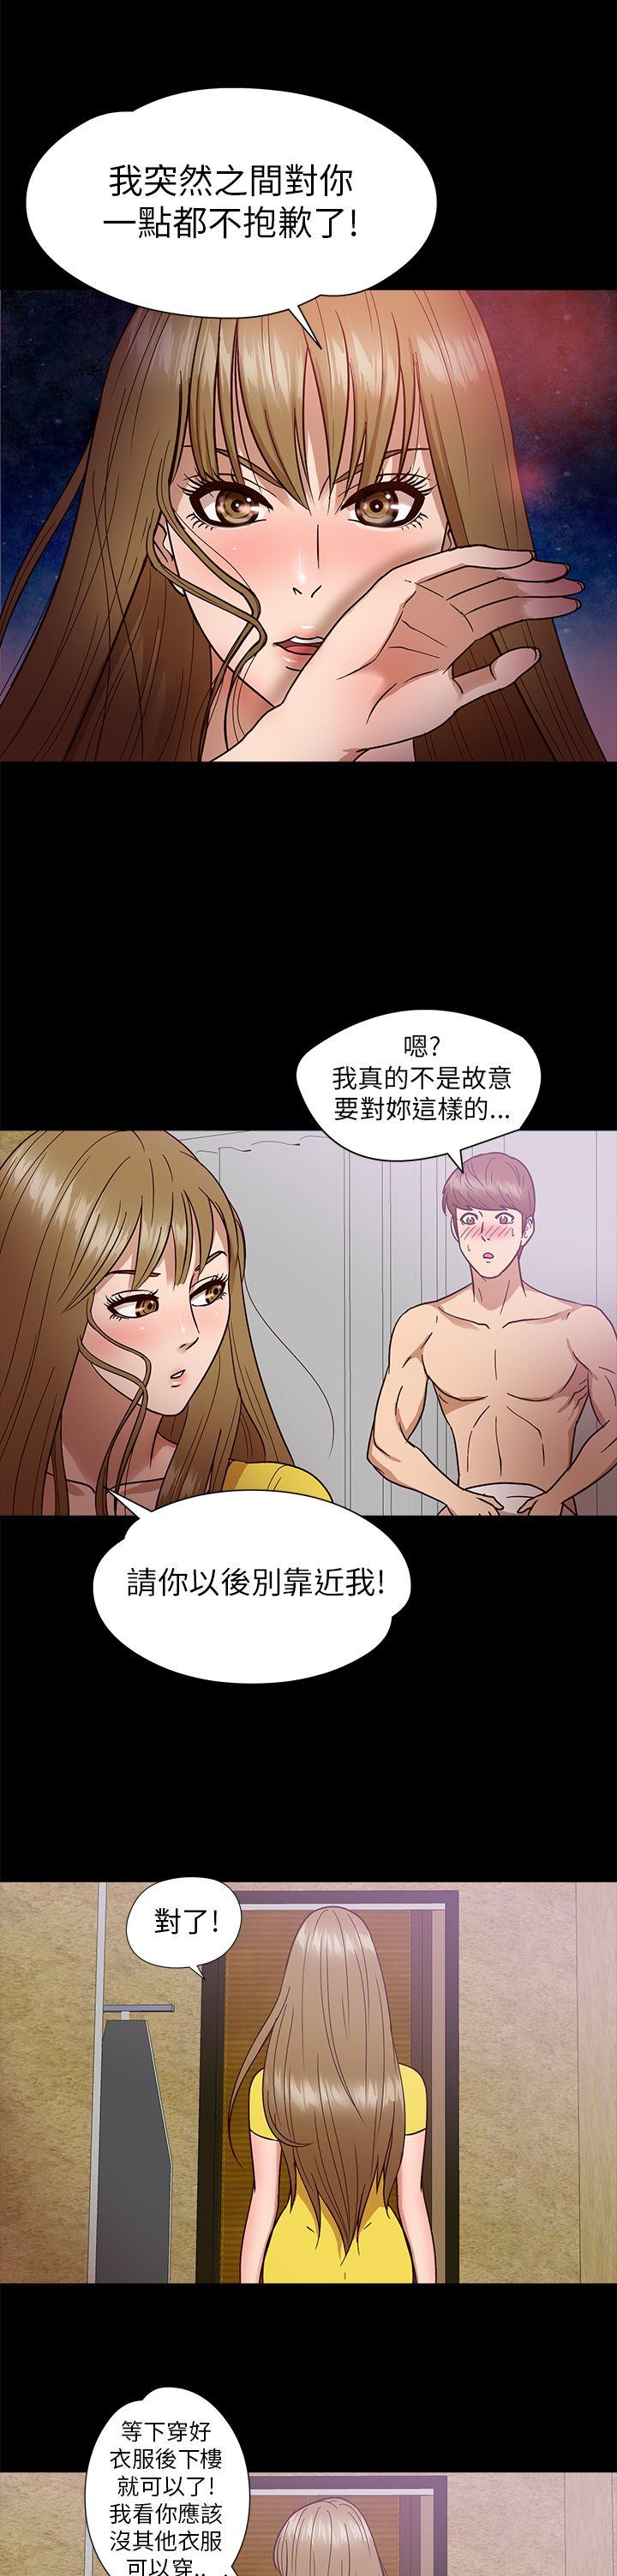 我突然之間對你
一點都不抱歉了!
嗯?
我真的不是故意
要對妳這樣的...
請你以後別靠近我!
對了!
等下穿好
衣服後下樓
就可以了!
我看你應該
沒其他衣服
可以穿...